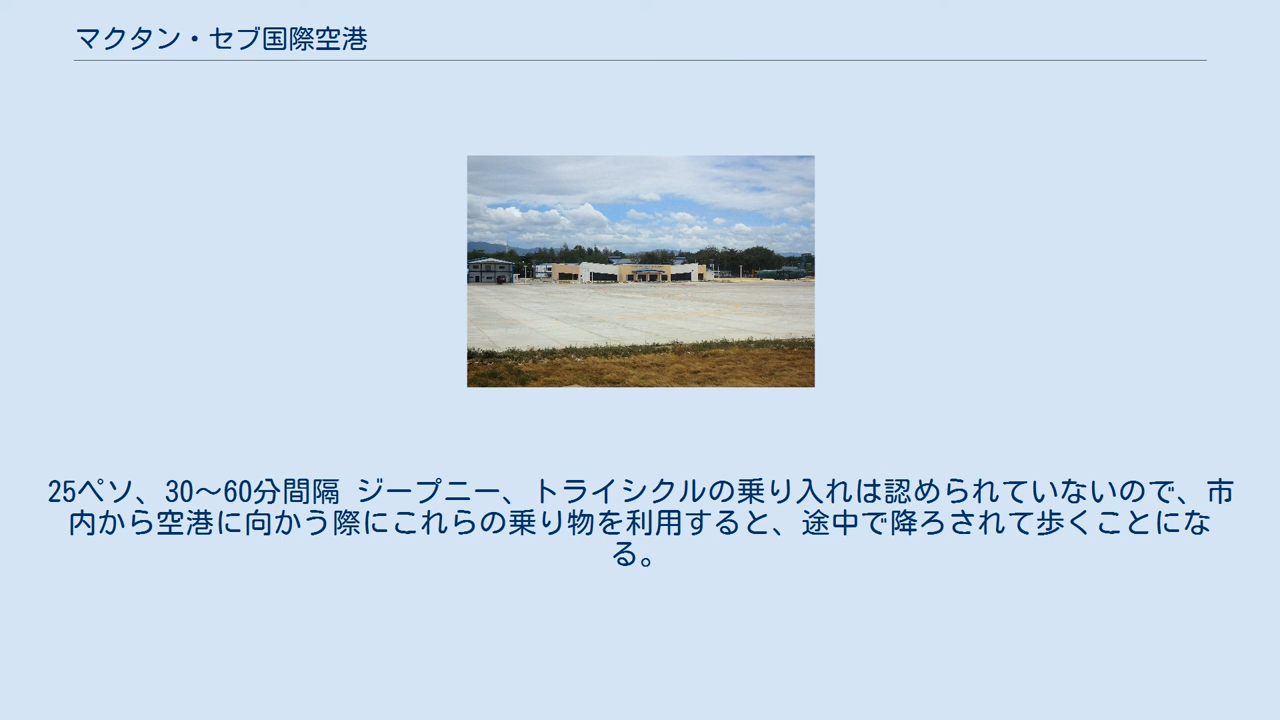 マクタン・セブ国際空港
25ペソ、30〜60分間隔 ジープニー、トライシクルの乗り入れは認められていないので、市
内から空港に向かう際にこれらの乗り物を利用すると、途中で降ろされて歩くことにな
る。